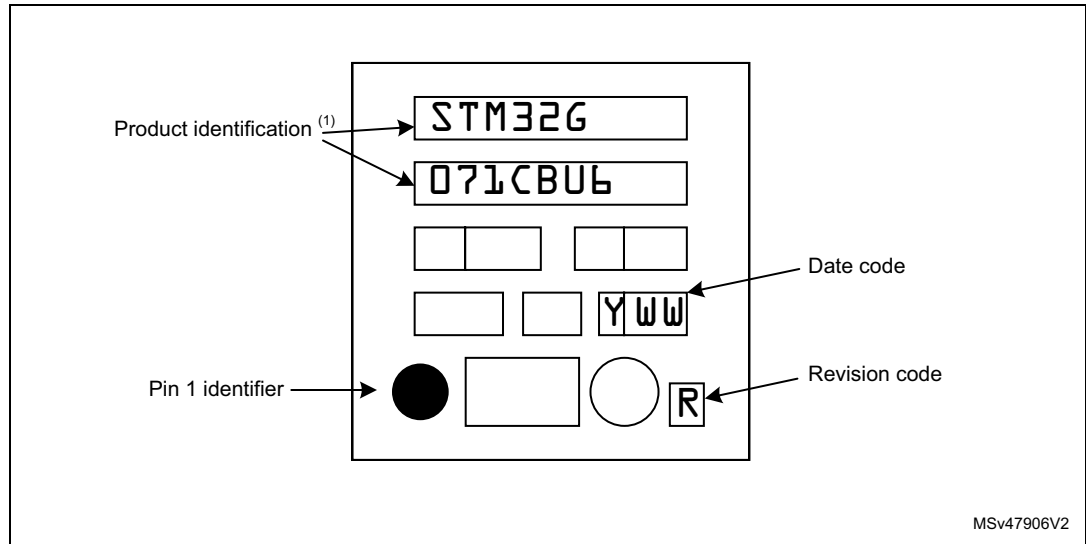 STM32G
Product identification (1)
071CBU6
Date code
Y WW
Pin 1 identifier
Revision code
R
MSv47906V2